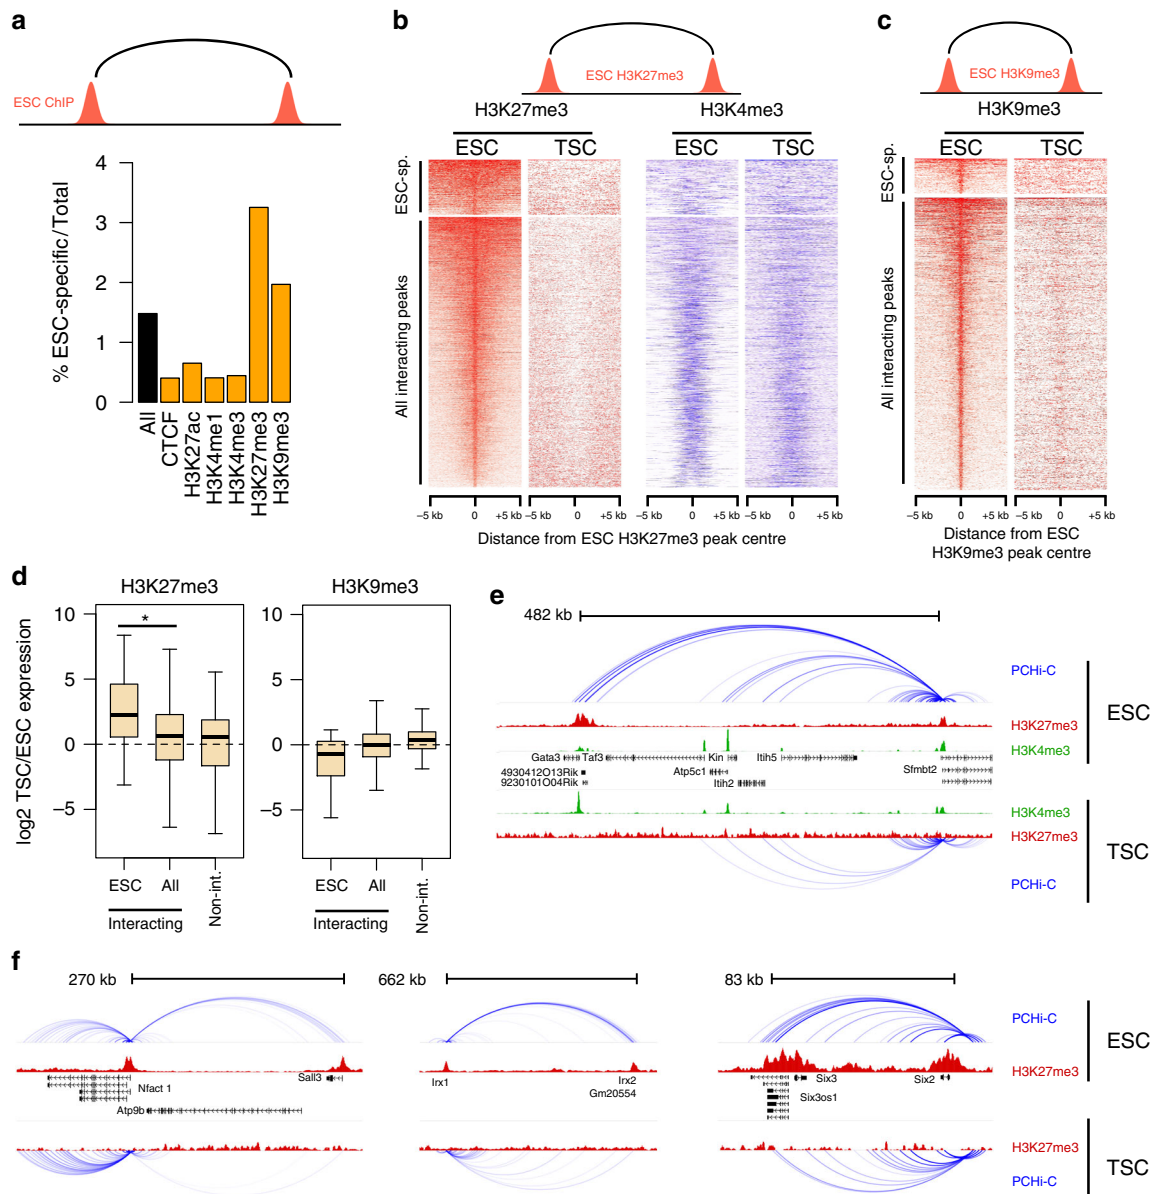 a
ESC ChIP
% ESC-specific/Total
4
3
2
1
0
All
CTCF
H3K27ac
H3K4me1
H3K4me3
H3K27me3
H3K9me3
b
ESC H3K27me3
H3K27me3
H3K4me3
ESC
TSC
ESC
TSC
ESC-sp.
All interacting peaks
−5 kb
0
+5 kb
−5 kb
0
+5 kb
−5 kb
0
+5 kb
−5 kb
0
+5 kb
Distance from ESC H3K27me3 peak centre
c
ESC H3K9me3
H3K9me3
ESC
TSC
ESC-sp.
All interacting peaks
−5 kb
0
+5 kb
−5 kb
0
+5 kb
Distance from ESC
H3K9me3 peak centre
d
H3K27me3
H3K9me3
log2 TSC/ESC expression
10
5
0
−5
*
ESC
All
Non-int.
Interacting
10
5
0
−5
ESC
All
Non-int.
Interacting
e
482 kb
PCHi-C
H3K27me3
H3K4me3
ESC
Gata3
Taf3
Kin
Itih5
4930412O13Rik
Atp5c1
Sfmbt2
9230101O04Rik
Itih2
H3K4me3
H3K27me3
PCHi-C
TSC
f
270 kb
662 kb
83 kb
PCHi-C
H3K27me3
ESC
Nfact 1
Sall3
Atp9b
Irx1
Irx2
Gm20554
Six3
Six2
Six3os1
H3K27me3
PCHi-C
TSC